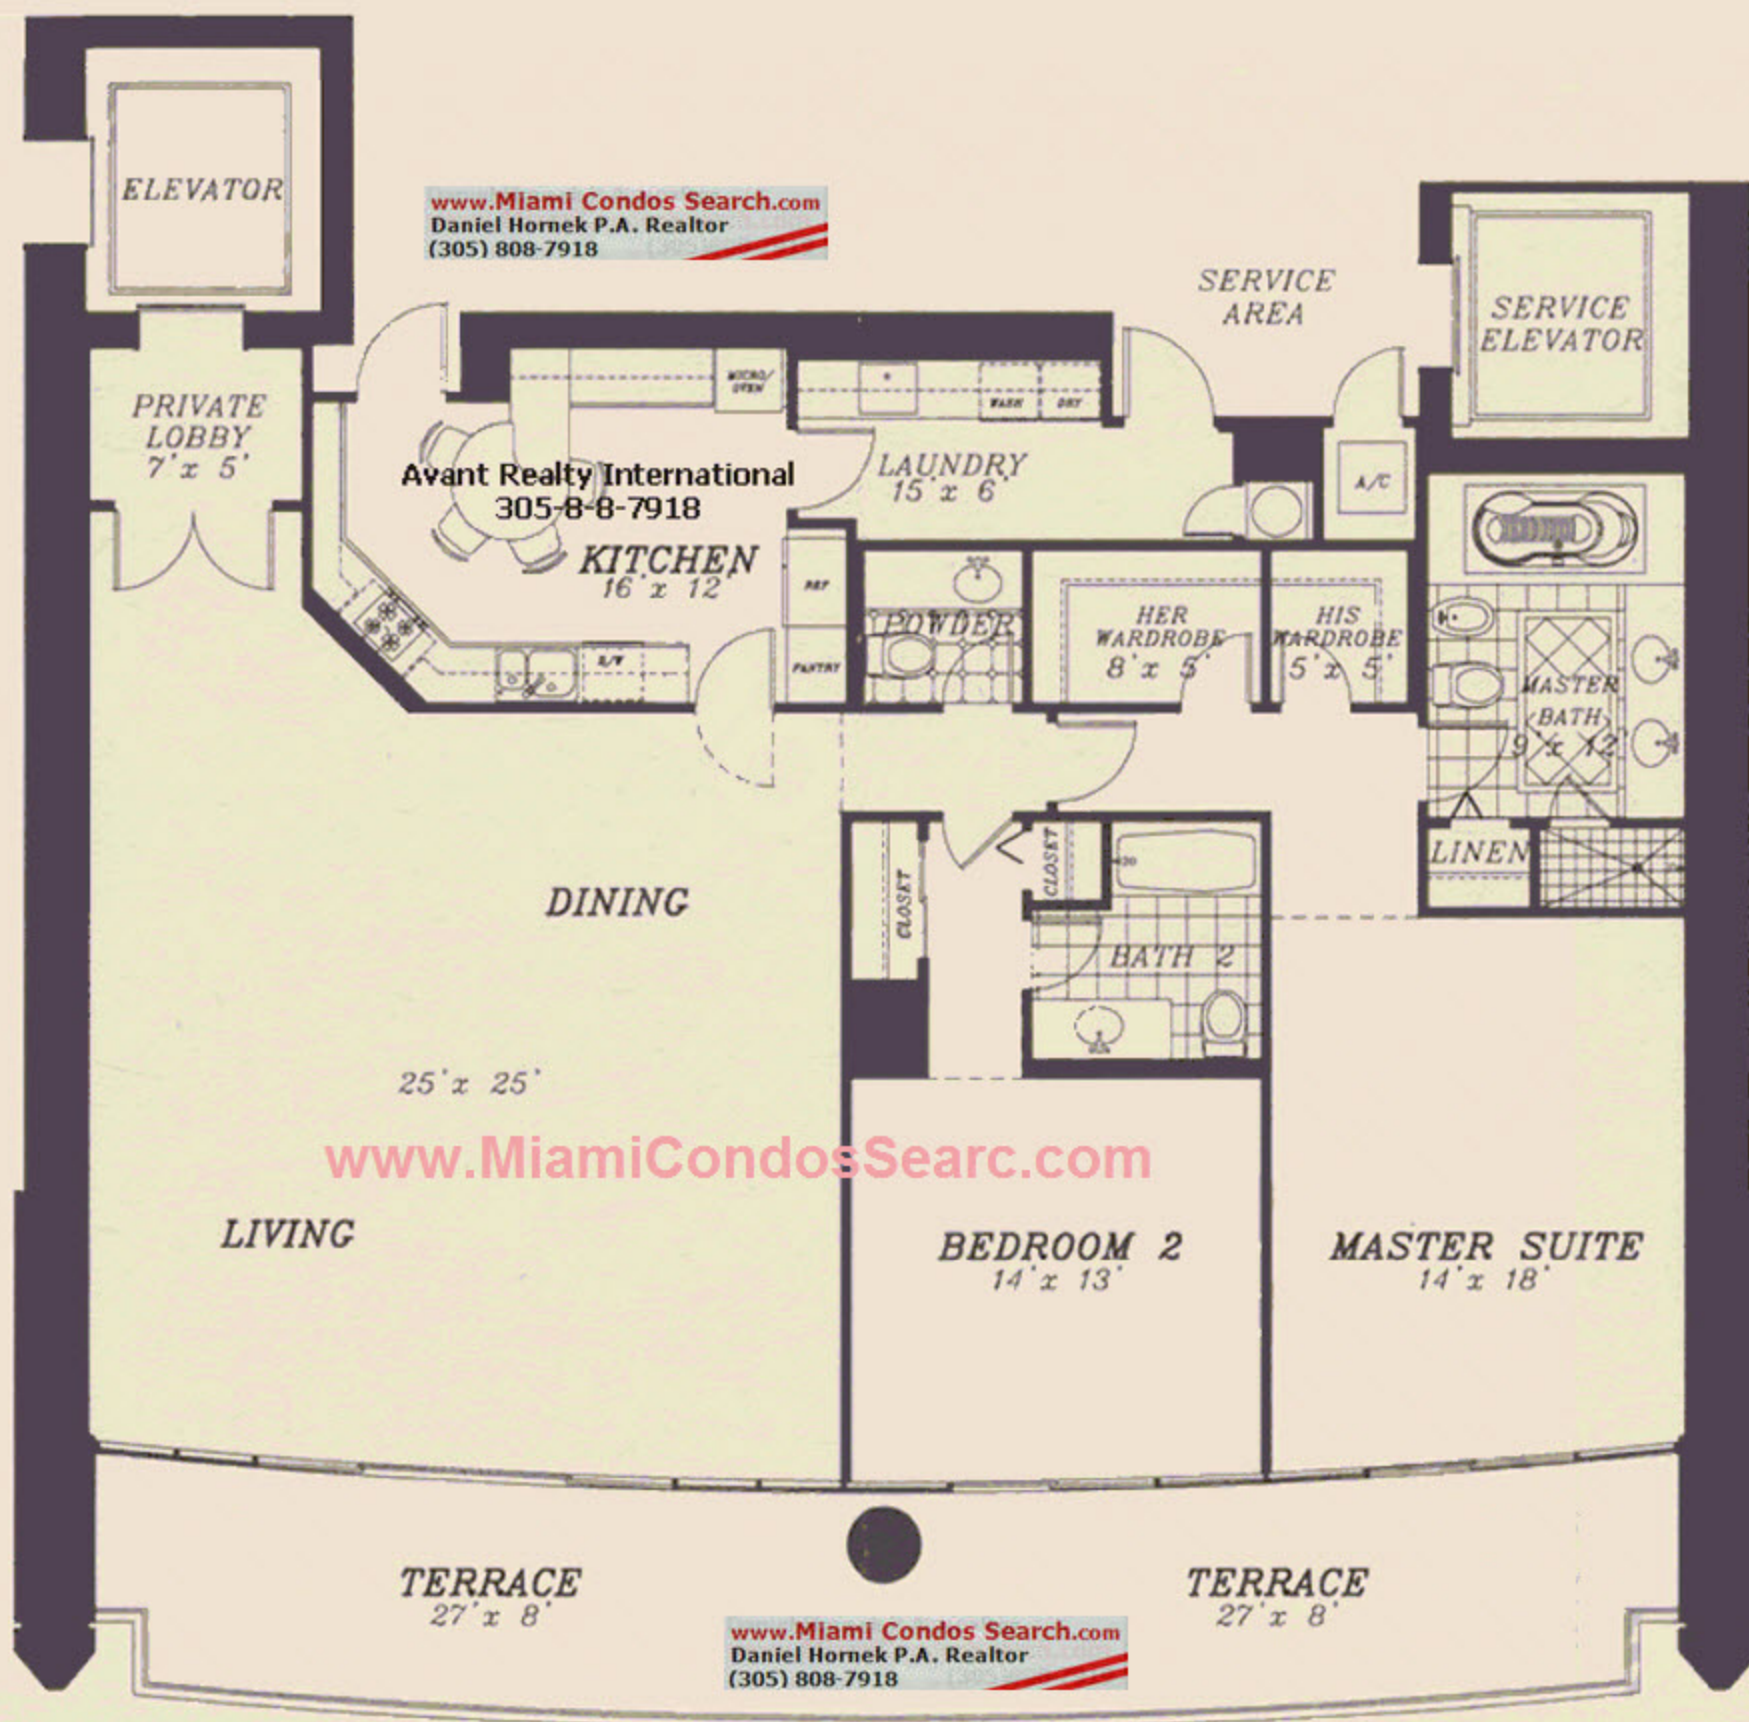 ELEVATOR
www.Miami Condos Search.com
Daniel Hornek P.A. Realtor
(305) 808-7918
SERVICE
AREA
SERVICE
ELEVATOR
PRIVATE
LOBBY
7' x 5'
MICRO/
OVEN
WASH
DRY
Avant Realty International
305-8-8-7918
KITCHEN
16' x 12'
LAUNDRY
15' x 6'
A/C
REF
PANTRY
D/W
POWDER
HER
WARDROBE
8' x 5'
HIS
WARDROBE
5' x 5'
MASTER
BATH
9' x 12'
LINEN
CLOSET
CLOSET
BATH 2
DINING
25' x 25'
www.MiamiCondosSearc.com
LIVING
BEDROOM 2
14' x 13'
MASTER SUITE
14' x 18'
TERRACE
27' x 8'
TERRACE
27' x 8'
www.Miami Condos Search.com
Daniel Hornek P.A. Realtor
(305) 808-7918